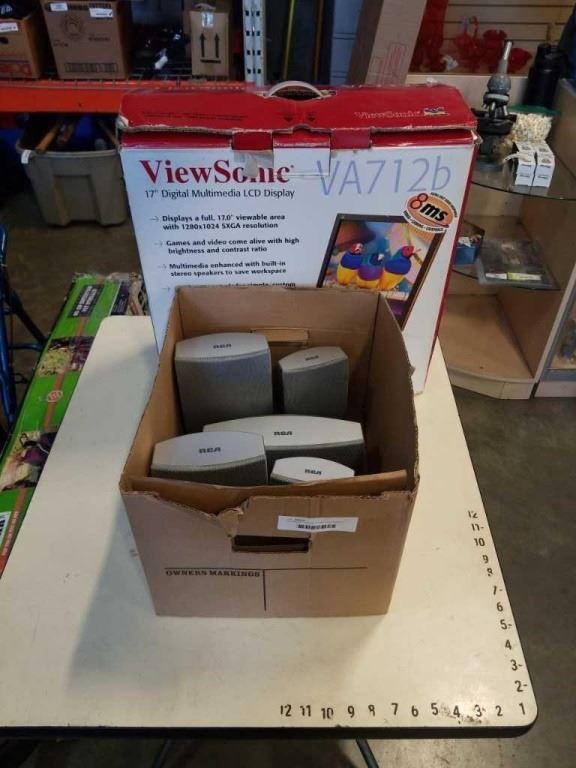 ViewSonic
ViewSonic VA712b
17" Digital Multimedia LCD Display
8ms
Displays a full, 17.0" viewable area
with 1280x1024 SXGA resolution
Games and video come alive with high
brightness and contrast ratio
Multimedia enhanced with built-in
stereo speakers to save workspace
RCA
RCA
RCA
RCA
RCA
OWNERS MARKINGS
12
11
10
9
8
7
6
5
4
3
2
12 11 10 9 8 7 6 5 4 3 2 1